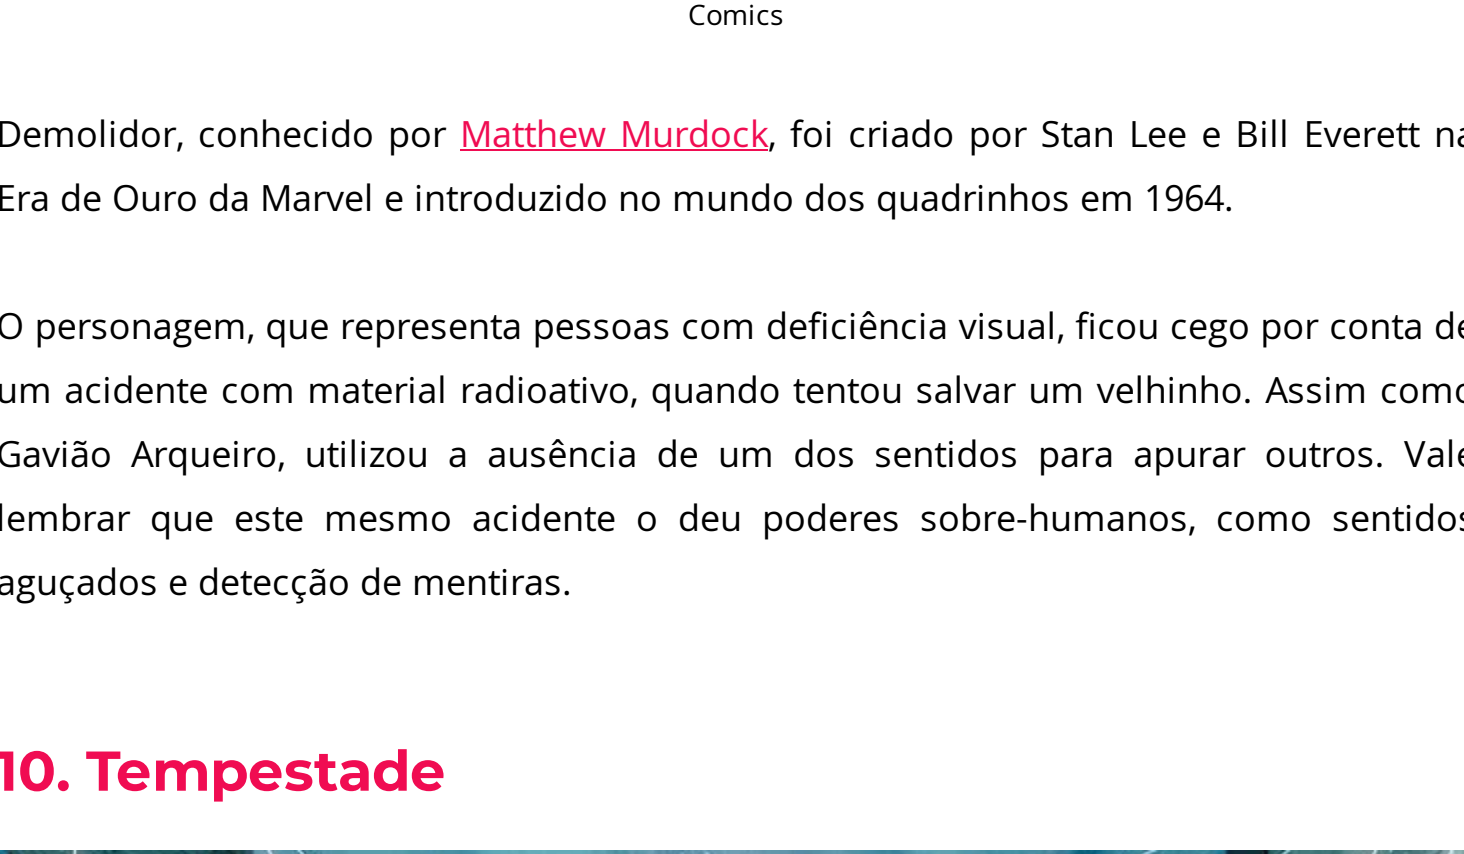 Comics
Demolidor, conhecido por Matthew Murdock, foi criado por Stan Lee e Bill Everett na
Era de Ouro da Marvel e introduzido no mundo dos quadrinhos em 1964.
O personagem, que representa pessoas com deficiência visual, ficou cego por conta de
um acidente com material radioativo, quando tentou salvar um velhinho. Assim como
Gavião Arqueiro, utilizou a ausência de um dos sentidos para apurar outros. Vale
lembrar que este mesmo acidente o deu poderes sobre-humanos, como sentidos
aguçados e detecção de mentiras.
10. Tempestade